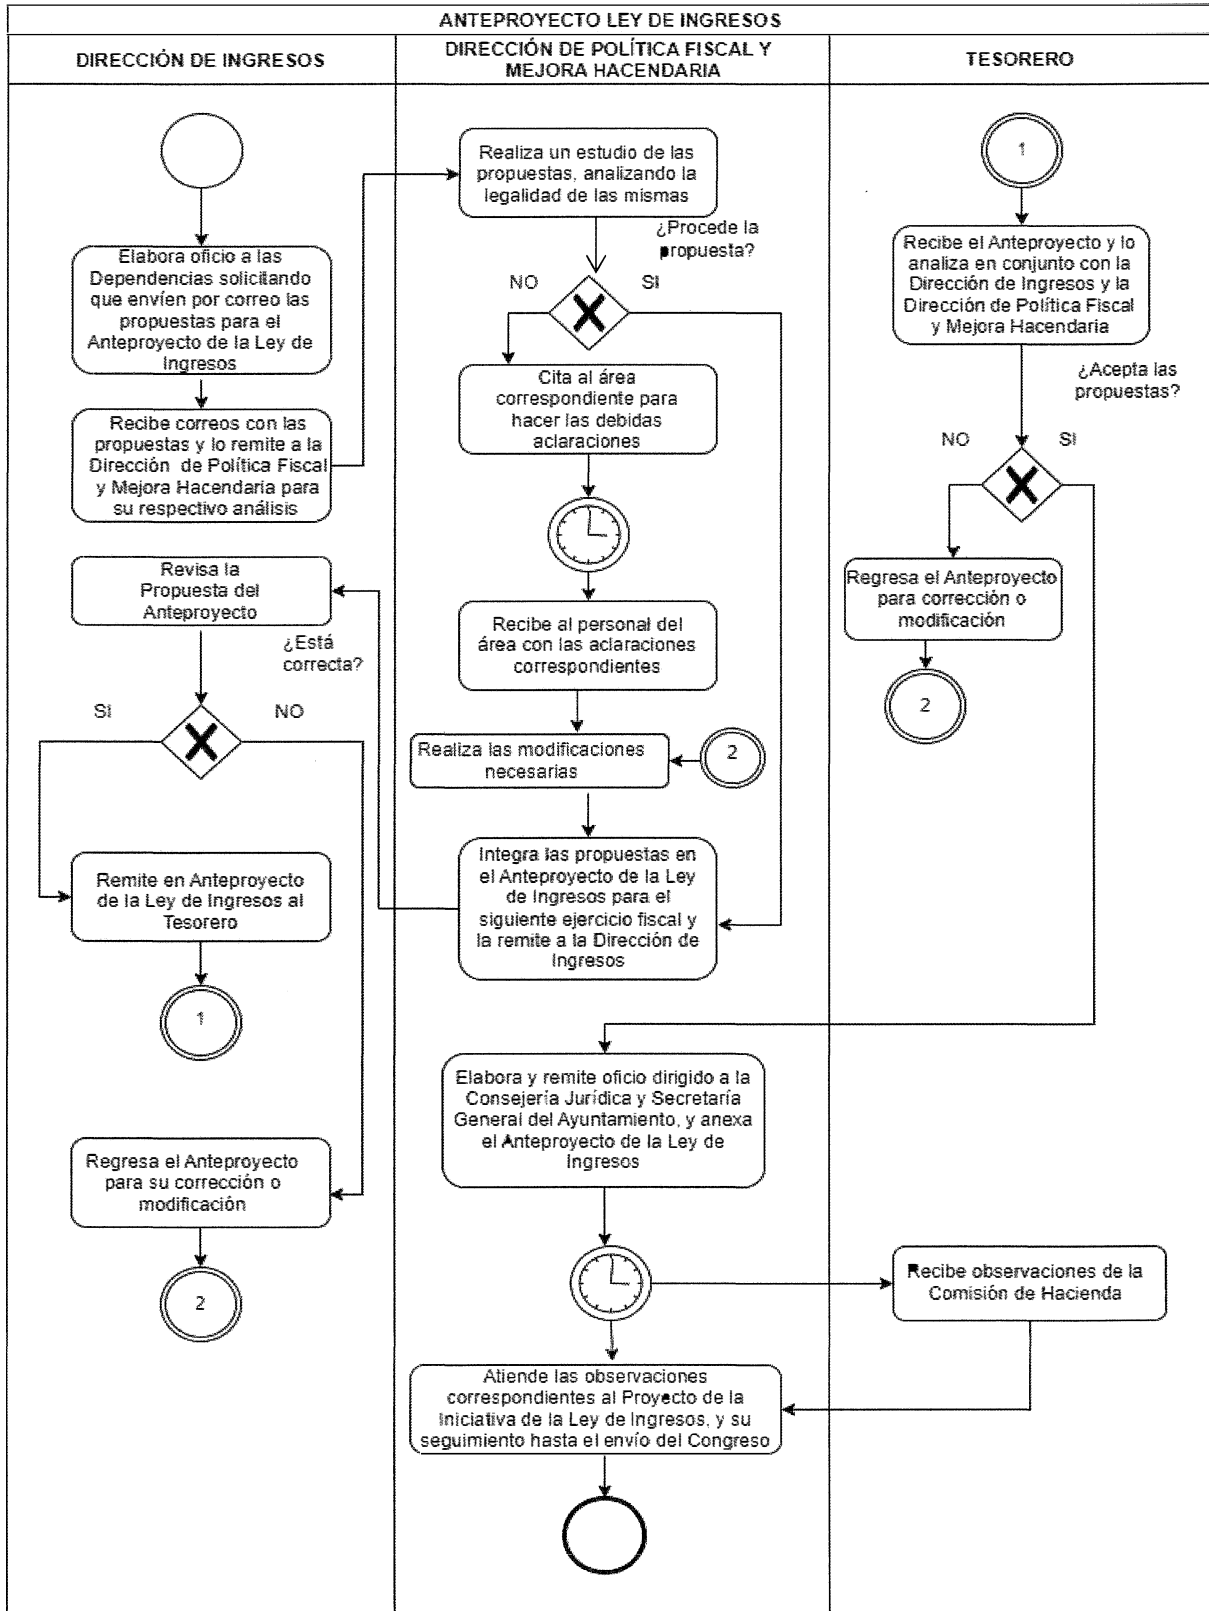 ANTEPROYECTO LEY DE INGRESOS
DIRECCIÓN DE INGRESOS
DIRECCIÓN DE POLÍTICA FISCAL Y
MEJORA HACENDARIA
TESORERO
Elabora oficio a las
Dependencias solicitando
que envíen por correo las
propuestas para el
Anteproyecto de la Ley de
Ingresos
Recibe correos con las
propuestas y lo remite a la
Dirección de Política Fiscal
y Mejora Hacendaria para
su respectivo análisis
Revisa la
Propuesta del
Anteproyecto
¿Está
correcta?
SI
NO
Remite en Anteproyecto
de la Ley de Ingresos al
Tesorero
1
Regresa el Anteproyecto
para su corrección o
modificación
2
Realiza un estudio de las
propuestas, analizando la
legalidad de las mismas
¿Procede la
propuesta?
NO
SI
Cita al área
correspondiente para
hacer las debidas
aclaraciones
Recibe al personal del
área con las aclaraciones
correspondientes
Realiza las modificaciones
necesarias
2
Integra las propuestas en
el Anteproyecto de la Ley
de Ingresos para el
siguiente ejercicio fiscal y
la remite a la Dirección de
Ingresos
Elabora y remite oficio dirigido a la
Consejería Jurídica y Secretaría
General del Ayuntamiento, y anexa
el Anteproyecto de la Ley de
Ingresos
Atiende las observaciones
correspondientes al Proyecto de la
Iniciativa de la Ley de Ingresos, y su
seguimiento hasta el envío del Congreso
1
Recibe el Anteproyecto y lo
analiza en conjunto con la
Dirección de Ingresos y la
Dirección de Política Fiscal
y Mejora Hacendaria
¿Acepta las
propuestas?
NO
SI
Regresa el Anteproyecto
para corrección o
modificación
2
Recibe observaciones de la
Comisión de Hacienda